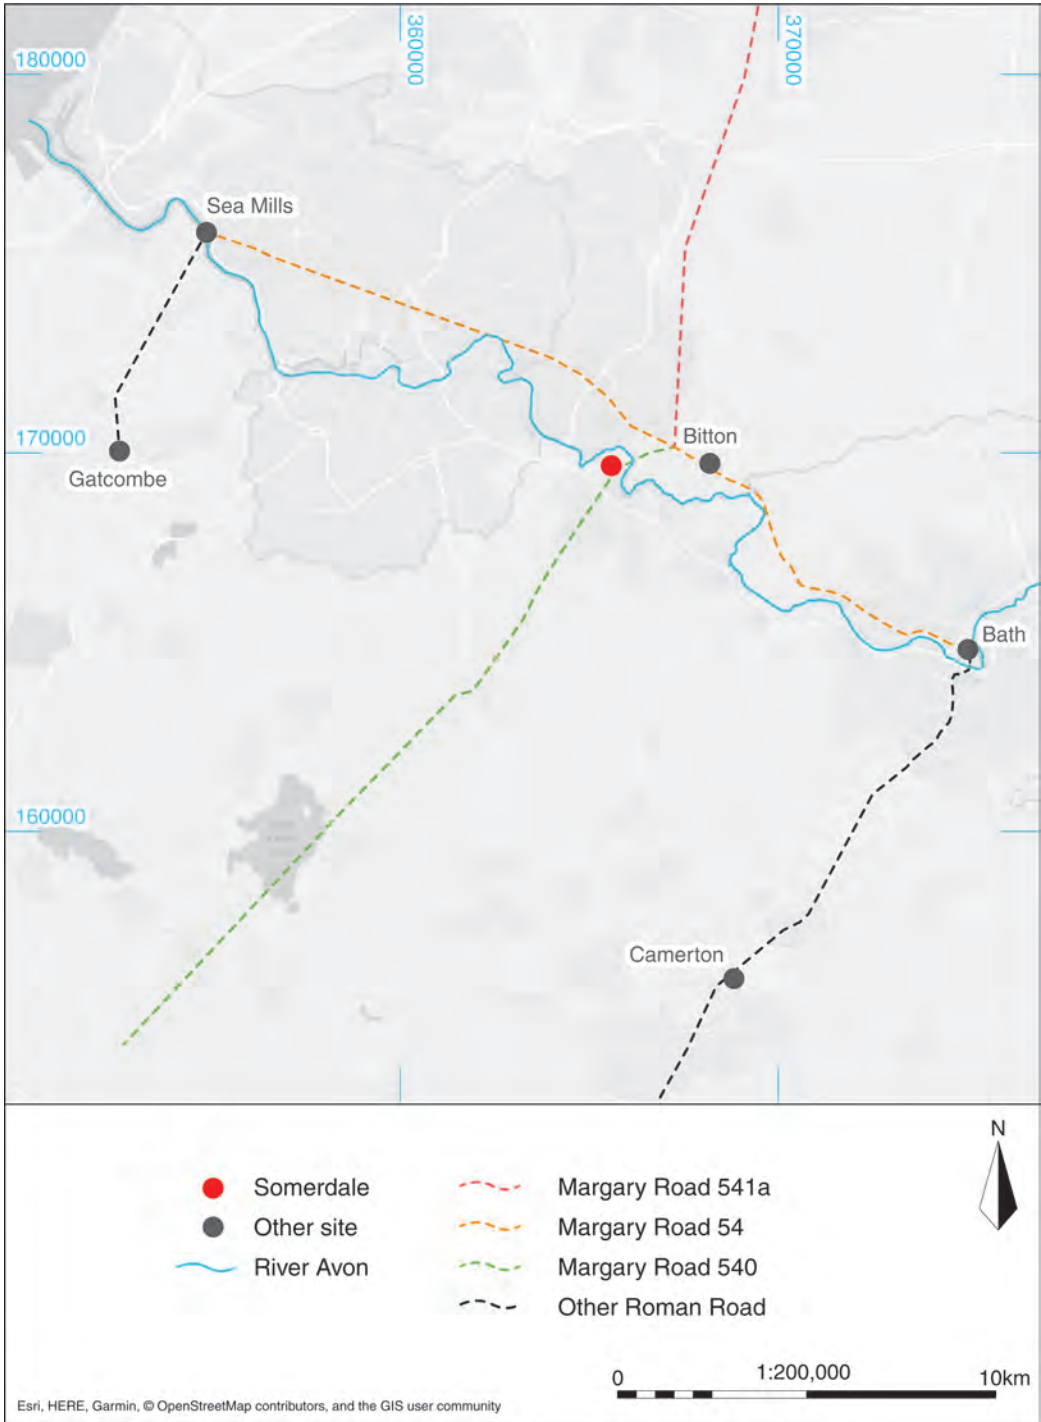 360000
370000
180000
Sea Mills
170000
Bitton
Gatcombe
Bath
160000
Camerton
N
Somerdale
Other site
River Avon
Margary Road 541a
Margary Road 54
Margary Road 540
Other Roman Road
0
1:200,000
10km
Esri, HERE, Garmin, © OpenStreetMap contributors, and the GIS user community